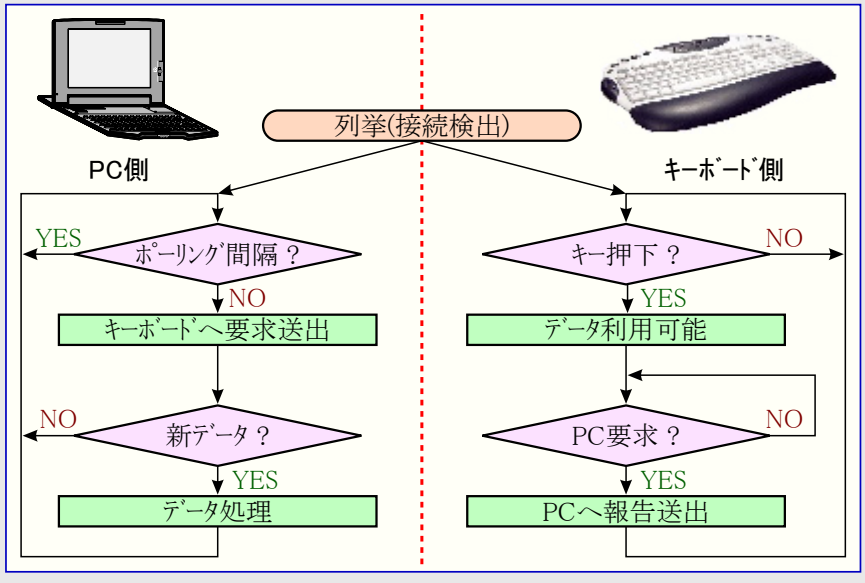 列挙(接続検出)
PC側
キーボード側
ポーリング間隔？
YES
NO
キーボードへ要求送出
新データ？
NO
YES
データ処理
キー押下？
NO
YES
データ利用可能
PC要求？
NO
YES
PCへ報告送出